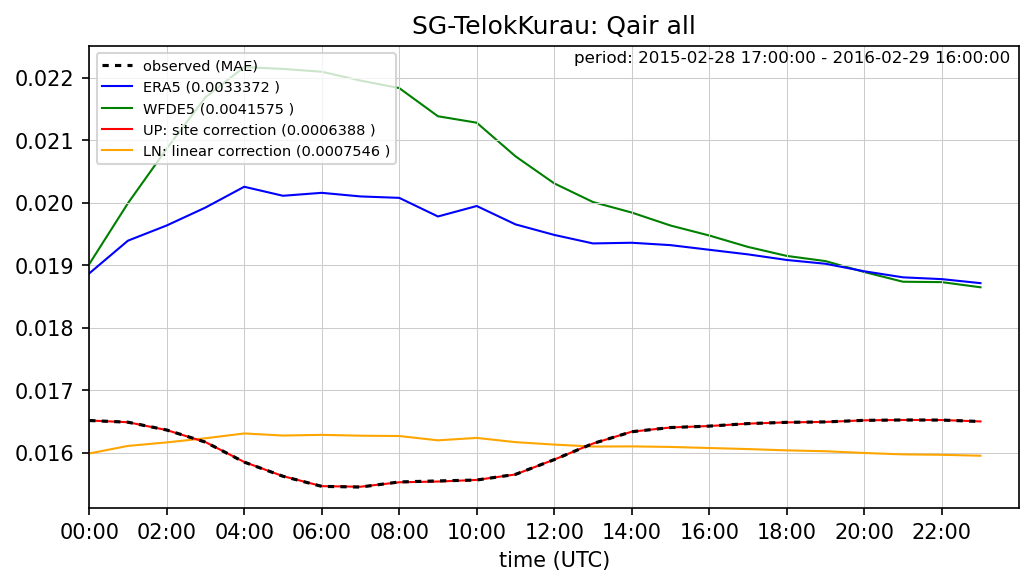 SG-TelokKurau: Qair all
period: 2015-02-28 17:00:00 - 2016-02-29 16:00:00
observed (MAE)
ERA5 (0.0033372 )
WFDE5 (0.0041575 )
UP: site correction (0.0006388 )
LN: linear correction (0.0007546 )
0.022
0.021
0.020
0.019
0.018
0.017
0.016
00:00 02:00 04:00 06:00 08:00 10:00 12:00 14:00 16:00 18:00 20:00 22:00
time (UTC)